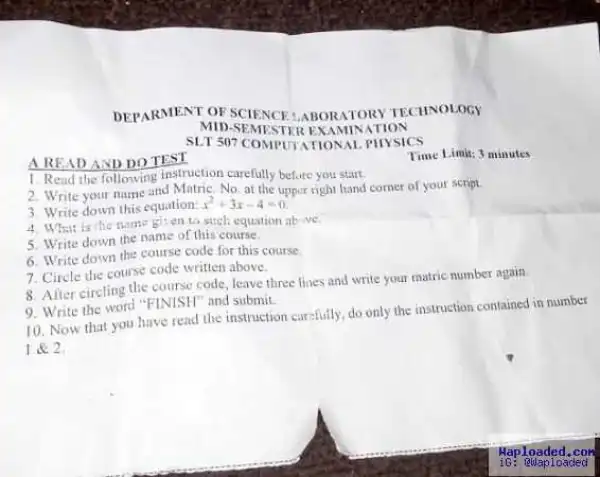 DEPARMENT OF SCIENCE LABORATORY TECHNOLOGY
MID-SEMESTER EXAMINATION
SLT 507 COMPUTATIONAL PHYSICS
A READ AND DO TEST
Time Limit; 3 minutes
1. Read the following instruction carefully before you start.
2. Write your name and Matric. No. at the upper right hand corner of your script.
3. Write down this equation: x² + 3x – 4 = 0.
4. What is the name given to such equation above.
5. Write down the name of this course.
6. Write down the course code for this course.
7. Circle the course code written above.
8. After circling the course code, leave three lines and write your matric number again.
9. Write the word "FINISH" and submit.
10. Now that you have read the instruction carefully, do only the instruction contained in number
1 & 2.
Waploaded.com
iG: @Waploaded